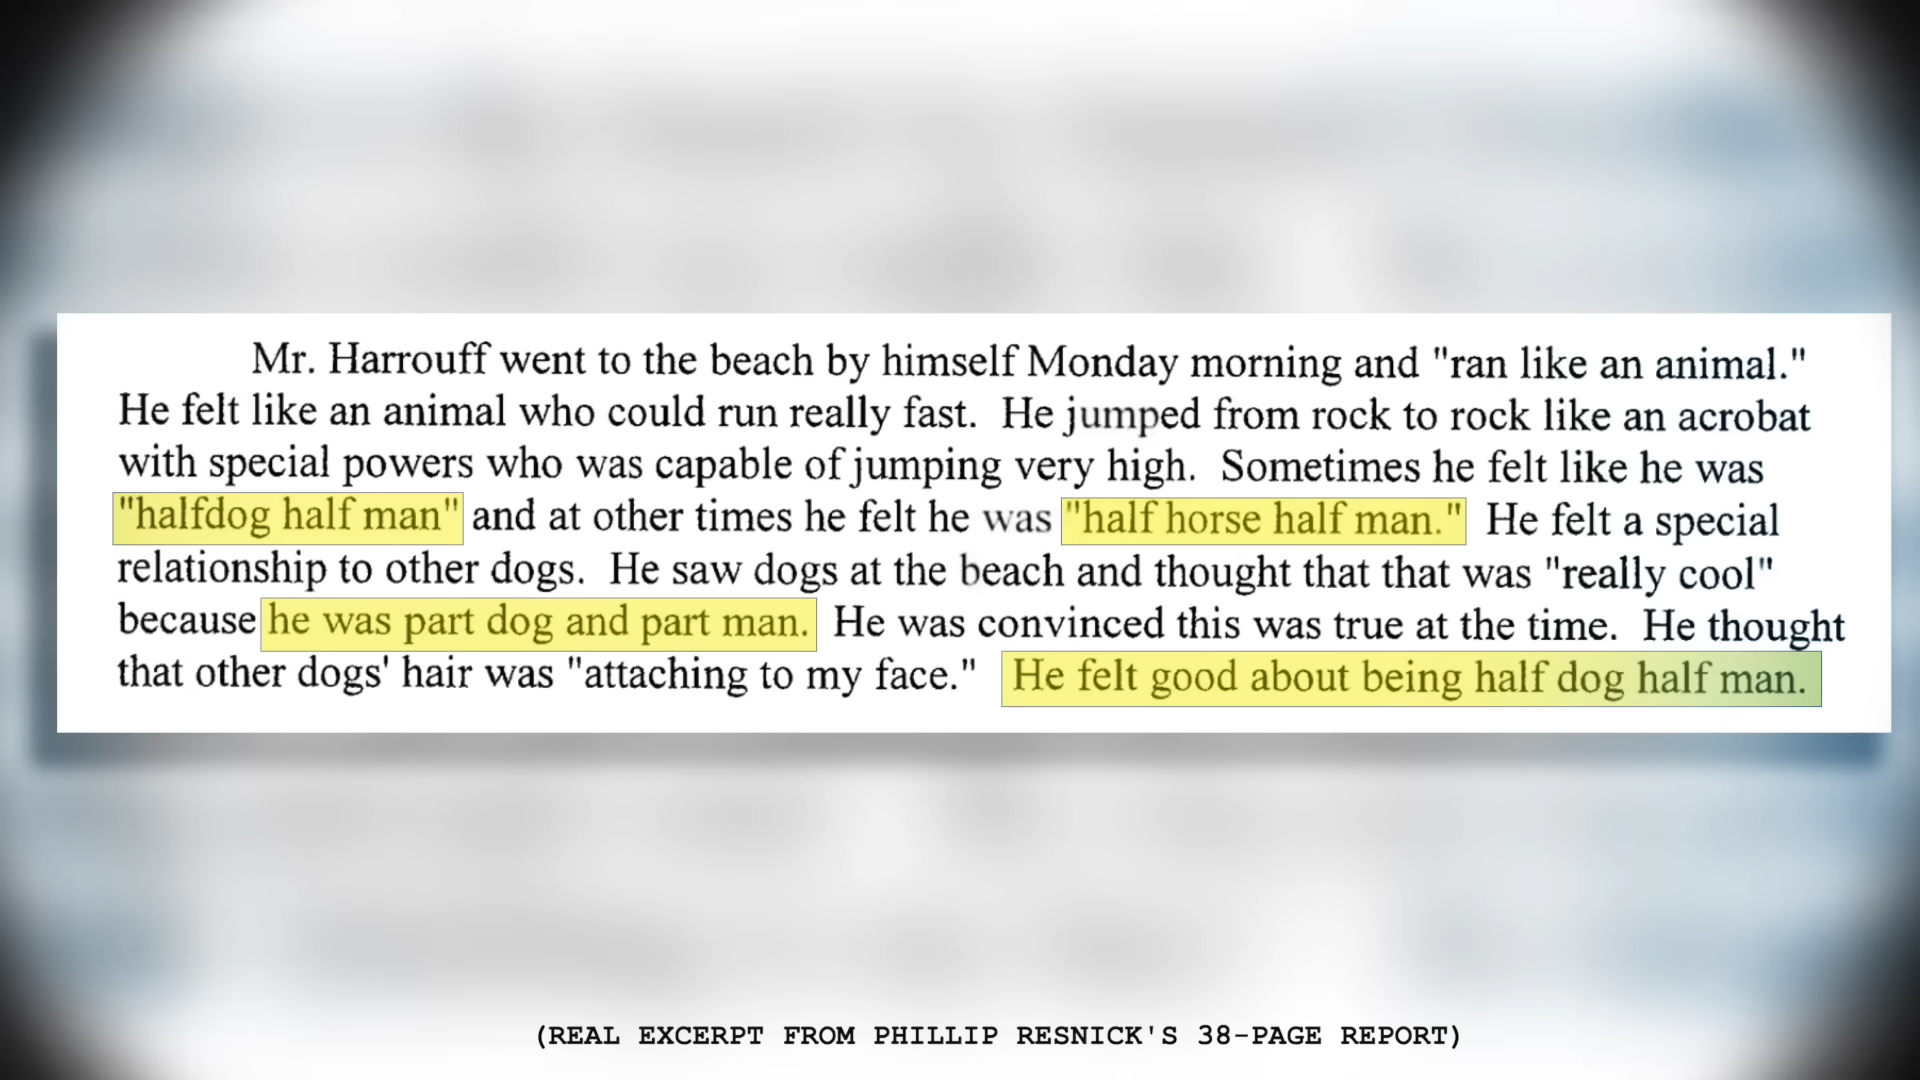 Mr. Harrouff went to the beach by himself Monday morning and "ran like an animal."
He felt like an animal who could run really fast. He jumped from rock to rock like an acrobat
with special powers who was capable of jumping very high. Sometimes he felt like he was
"halfdog half man" and at other times he felt he was "half horse half man." He felt a special
relationship to other dogs. He saw dogs at the beach and thought that that was "really cool"
because he was part dog and part man. He was convinced this was true at the time. He thought
that other dogs' hair was "attaching to my face." He felt good about being half dog half man.
(REAL EXCERPT FROM PHILLIP RESNICK'S 38-PAGE REPORT)